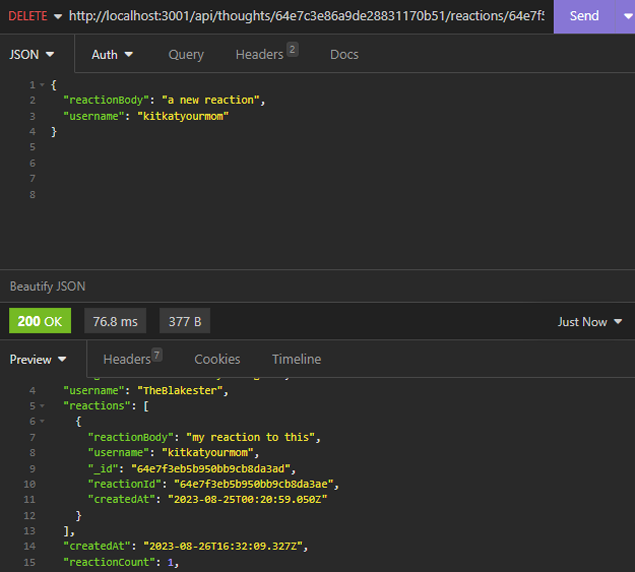 DELETE http://localhost:3001/api/thoughts/64e7c3e86a9de28831170b51/reactions/64e7f5 Send
JSON Auth Query Headers 2 Docs
1 {
2 "reactionBody": "a new reaction",
3 "username": "kitkatyourmom"
4 }
5
6
7
8
Beautify JSON
200 OK 76.8 ms 377 B Just Now
Preview Headers 7 Cookies Timeline
4 "username": "TheBlakester",
5 "reactions": [
6 {
7 "reactionBody": "my reaction to this",
8 "username": "kitkatyourmom",
9 "_id": "64e7f3eb5b950bb9cb8da3ad",
10 "reactionId": "64e7f3eb5b950bb9cb8da3ae",
11 "createdAt": "2023-08-25T00:20:59.050Z"
12 }
13 ],
14 "createdAt": "2023-08-26T16:32:09.327Z",
15 "reactionCount": 1,